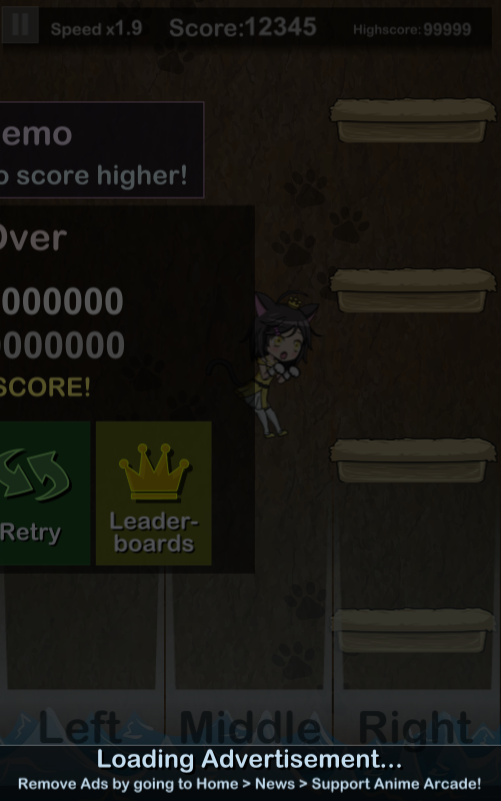 Speed x1.9 Score:12345 Highscore:99999
emo
o score higher!
Over
000000
000000
SCORE!
Retry
Leader-
boards
Left Middle Right
Loading Advertisement...
Remove Ads by going to Home > News > Support Anime Arcade!